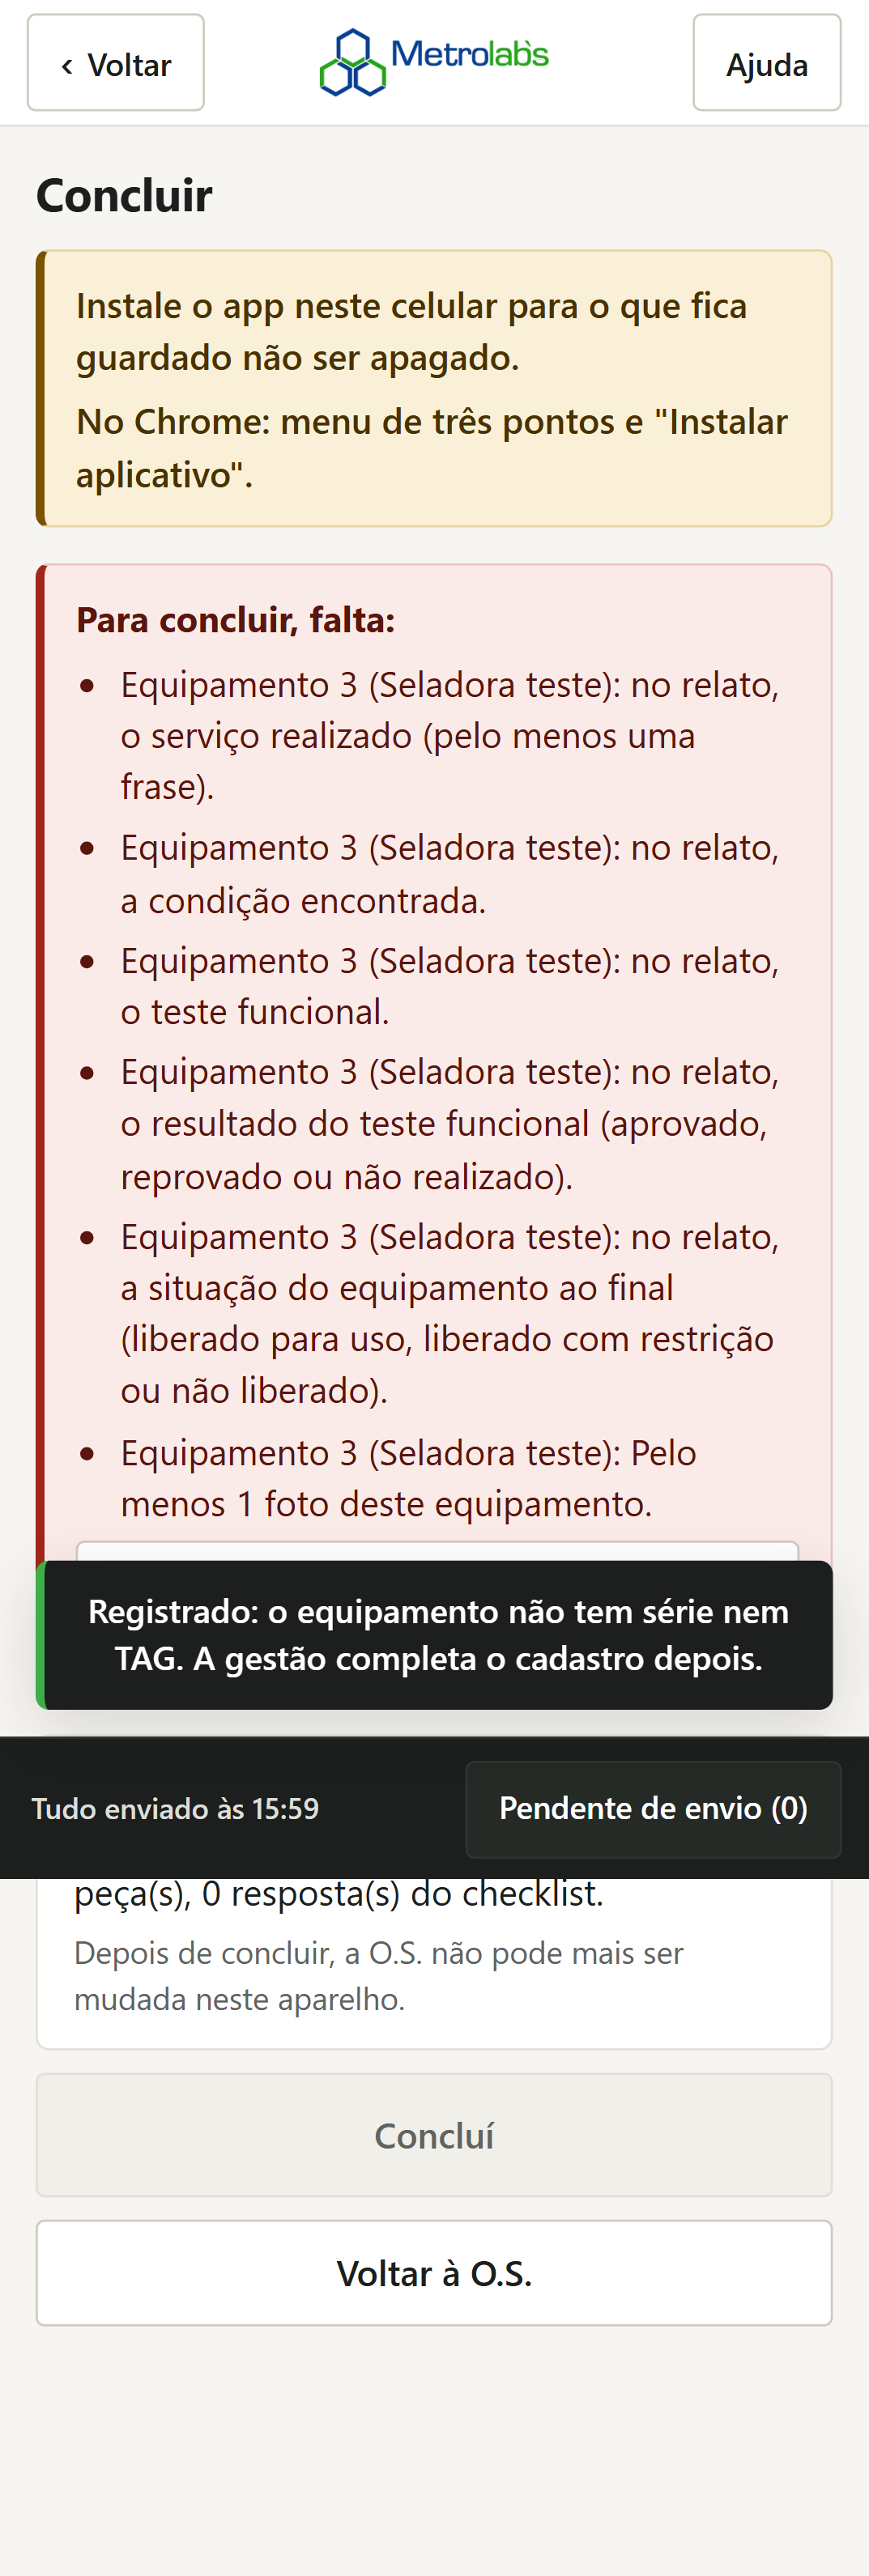 ‹ Voltar
Metrolabs
Ajuda
Concluir
Instale o app neste celular para o que fica
guardado não ser apagado.
No Chrome: menu de três pontos e "Instalar
aplicativo".
Para concluir, falta:
• Equipamento 3 (Seladora teste): no relato,
o serviço realizado (pelo menos uma
frase).
• Equipamento 3 (Seladora teste): no relato,
a condição encontrada.
• Equipamento 3 (Seladora teste): no relato,
o teste funcional.
• Equipamento 3 (Seladora teste): no relato,
o resultado do teste funcional (aprovado,
reprovado ou não realizado).
• Equipamento 3 (Seladora teste): no relato,
a situação do equipamento ao final
(liberado para uso, liberado com restrição
ou não liberado).
• Equipamento 3 (Seladora teste): Pelo
menos 1 foto deste equipamento.
Registrado: o equipamento não tem série nem
TAG. A gestão completa o cadastro depois.
Tudo enviado às 15:59
Pendente de envio (0)
peça(s), 0 resposta(s) do checklist.
Depois de concluir, a O.S. não pode mais ser
mudada neste aparelho.
Concluí
Voltar à O.S.